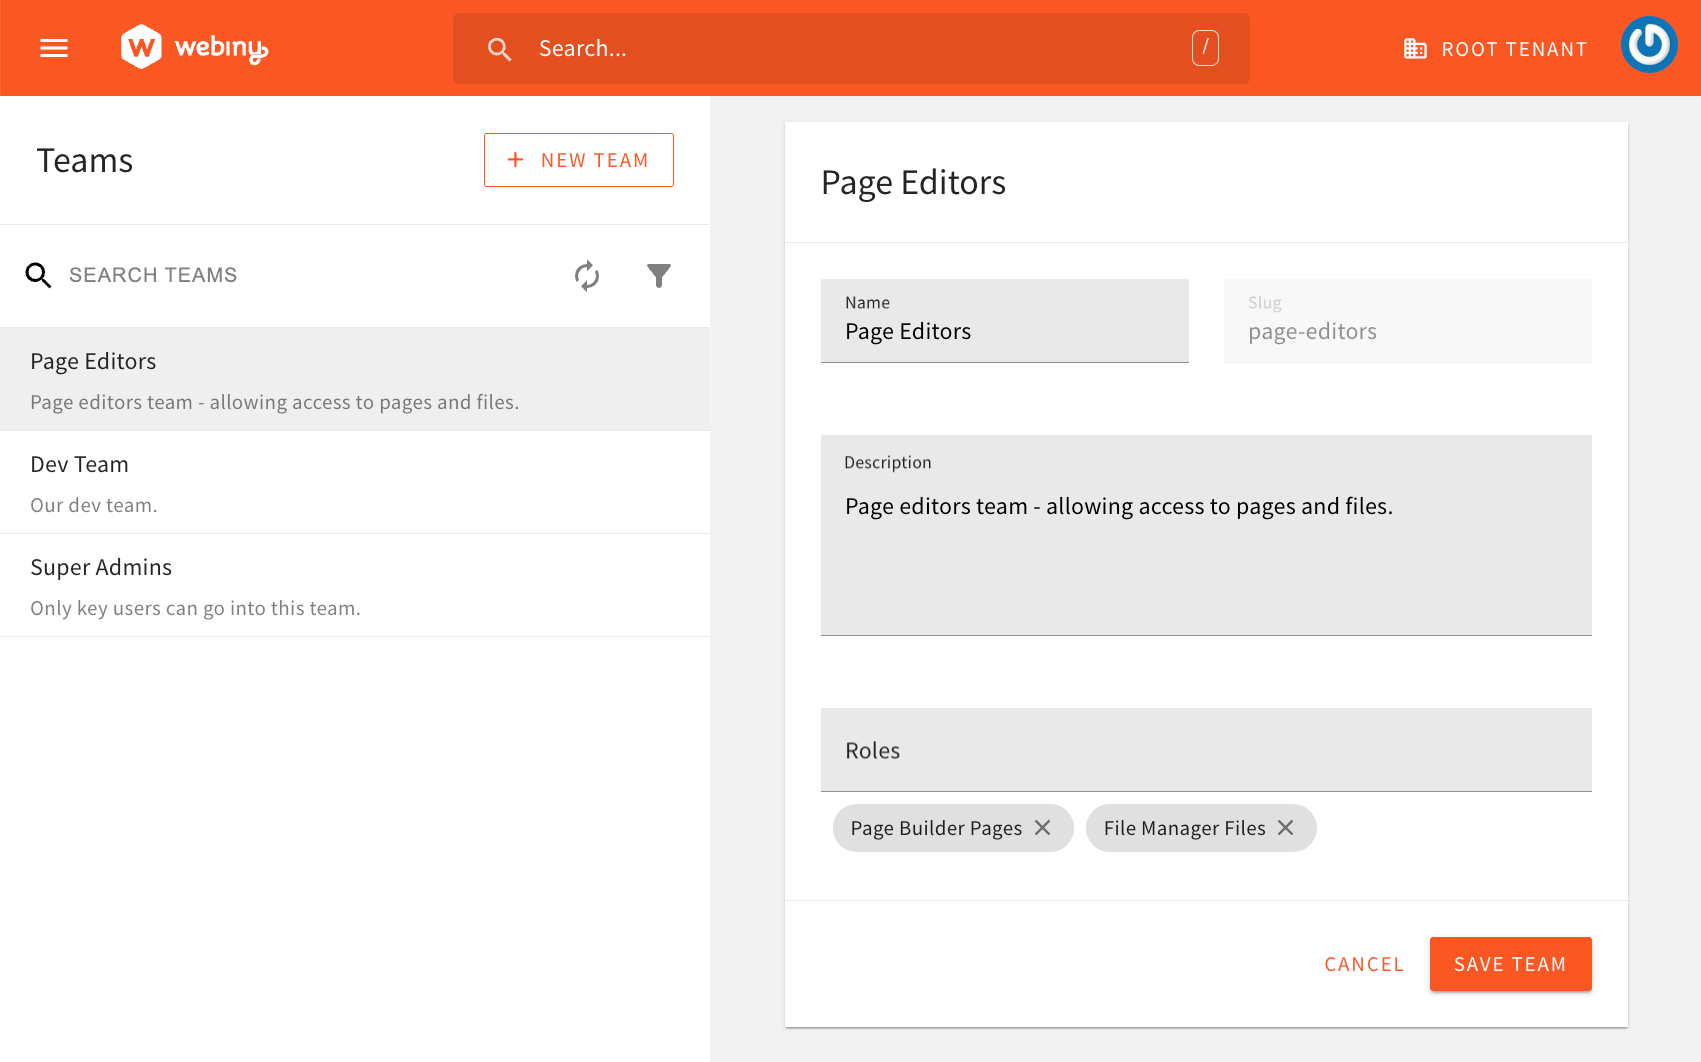 webiny
Search...
/
ROOT TENANT
Teams
+ NEW TEAM
SEARCH TEAMS
Page Editors
Page editors team - allowing access to pages and files.
Dev Team
Our dev team.
Super Admins
Only key users can go into this team.
Page Editors
Name
Page Editors
Slug
page-editors
Description
Page editors team - allowing access to pages and files.
Roles
Page Builder Pages
File Manager Files
CANCEL
SAVE TEAM